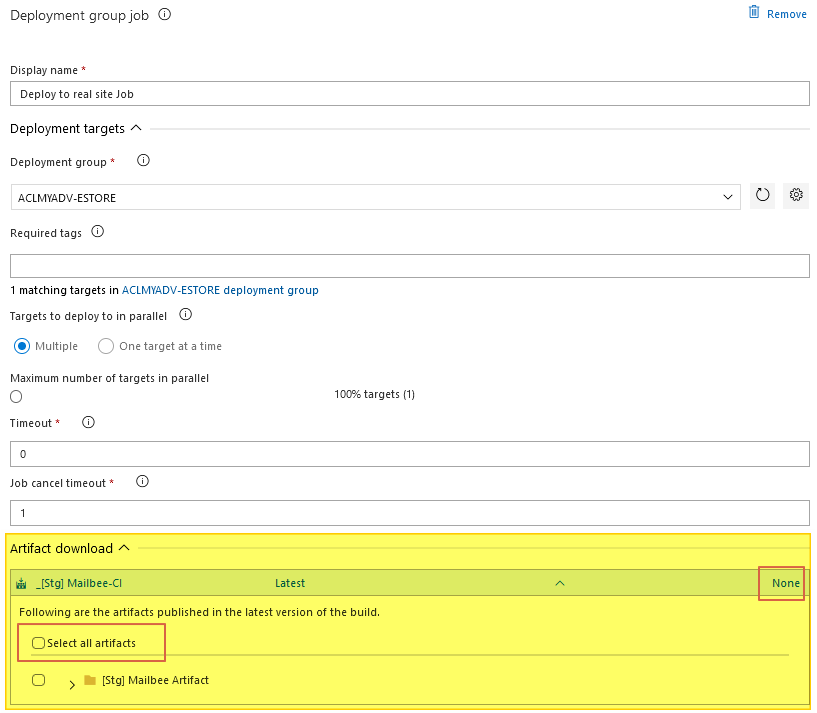 Deployment group job
Remove
Display name *
Deploy to real site Job
Deployment targets
Deployment group *
ACLMYADV-ESTORE
Required tags
1 matching targets in ACLMYADV-ESTORE deployment group
Targets to deploy to in parallel
Multiple One target at a time
Maximum number of targets in parallel
100% targets (1)
Timeout *
0
Job cancel timeout *
1
Artifact download
_[Stg] Mailbee-CI Latest None
Following are the artifacts published in the latest version of the build.
Select all artifacts
[Stg] Mailbee Artifact